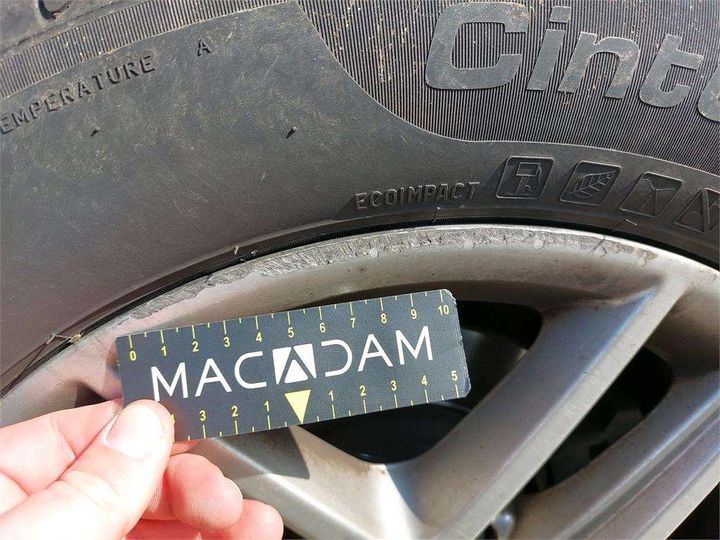 EMPERATURE A
Cint
ECOIMPACT
0 1 2 3 4 5 6 7 8 9 10
MACADAM
3 2 1 1 2 3 4 5